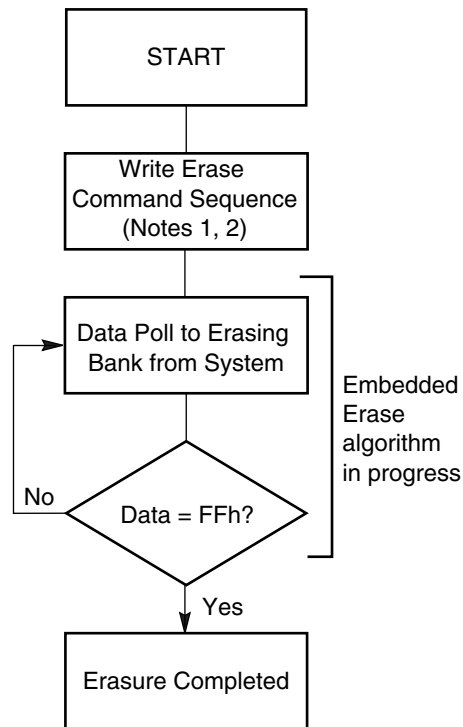 START
Write Erase
Command Sequence
(Notes 1, 2)
Data Poll to Erasing
Bank from System
Embedded
Erase
algorithm
in progress
No
Data = FFh?
Yes
Erasure Completed